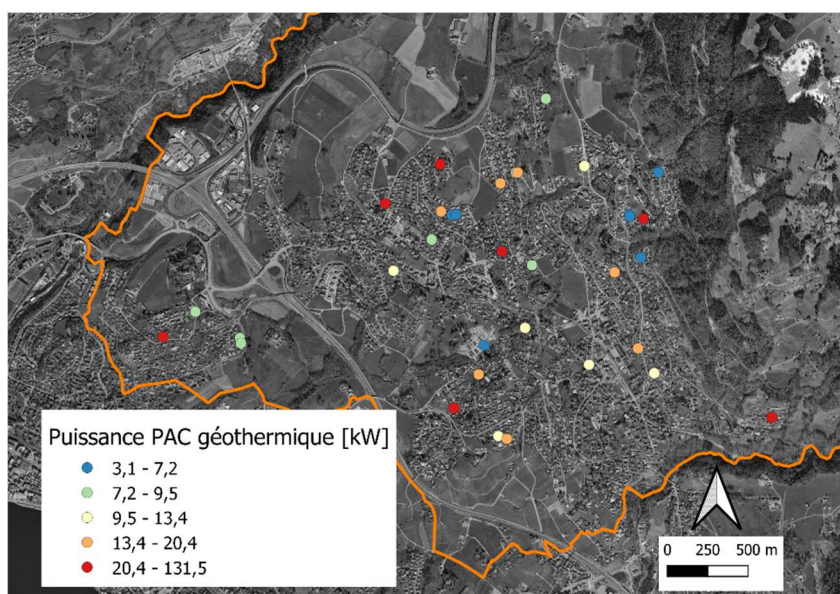 Puissance PAC géothermique [kW]
3,1 - 7,2
7,2 - 9,5
9,5 - 13,4
13,4 - 20,4
20,4 - 131,5
0 250 500 m